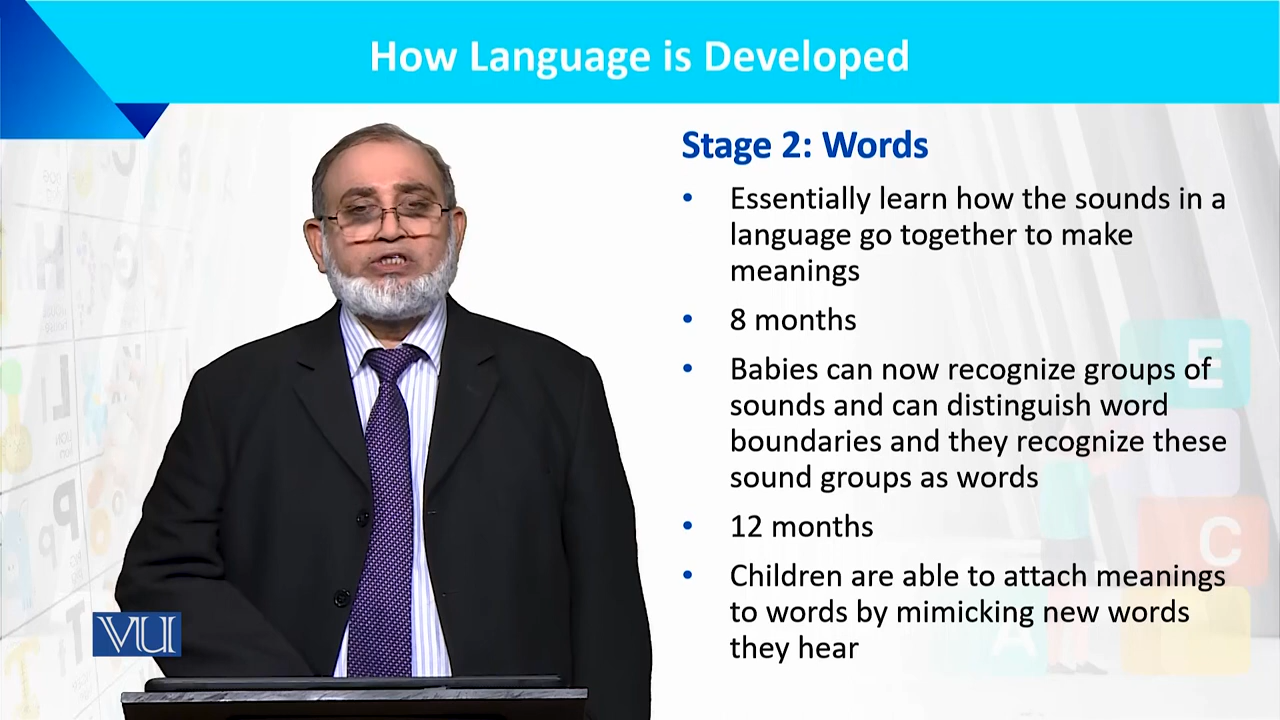 How Language is Developed
Stage 2: Words
• Essentially learn how the sounds in a
language go together to make
meanings
• 8 months
• Babies can now recognize groups of
sounds and can distinguish word
boundaries and they recognize these
sound groups as words
• 12 months
• Children are able to attach meanings
to words by mimicking new words
they hear
VU
E
C
A